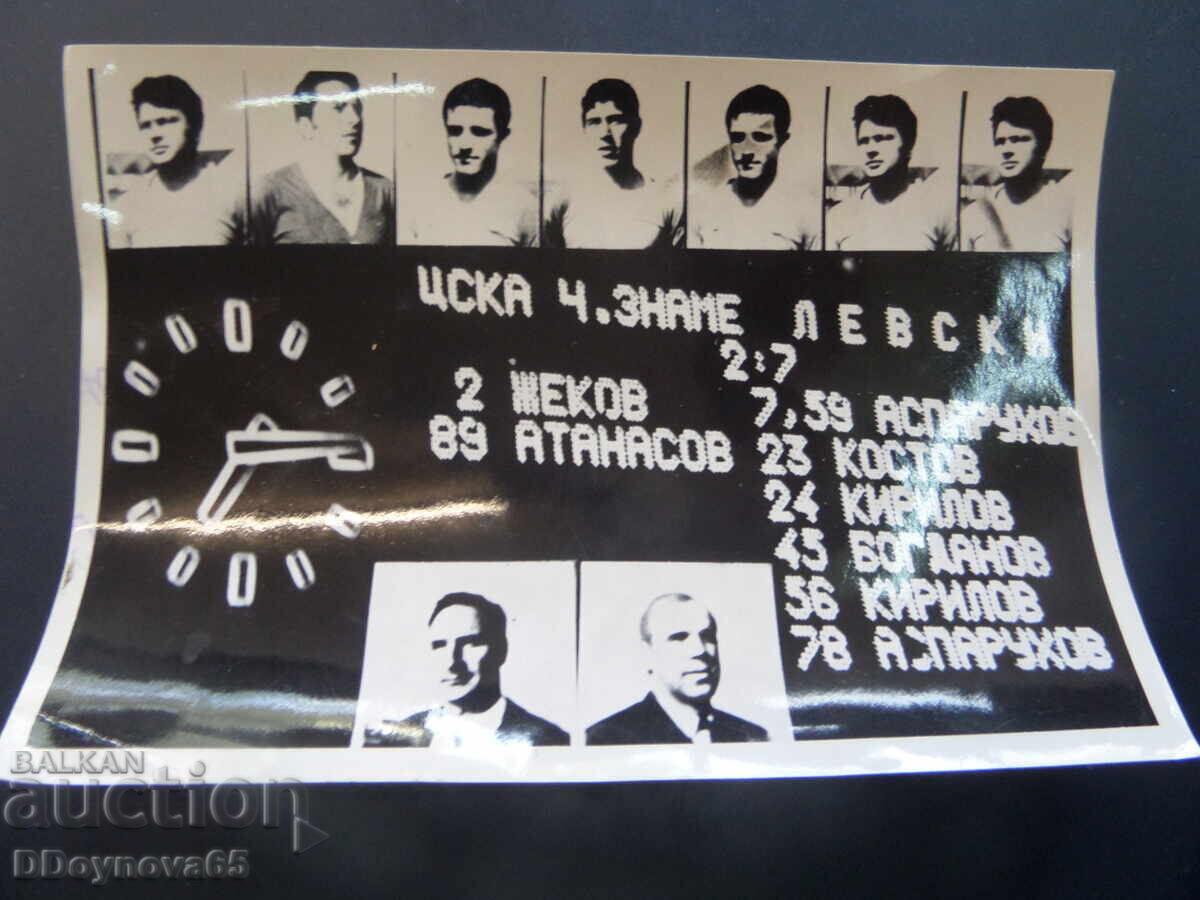 ЦСКА Ч.ЗНАМЕ ЛЕВСКИ
2:7
2 ЖЕКОВ 7,59 АСПАРУХОВ
89 АТАНАСОВ 23 КОСТОВ
24 КИРИЛОВ
45 БОГДАНОВ
56 КИРИЛОВ
78 АСПАРУХОВ
BALKAN
auction
DDoynova65